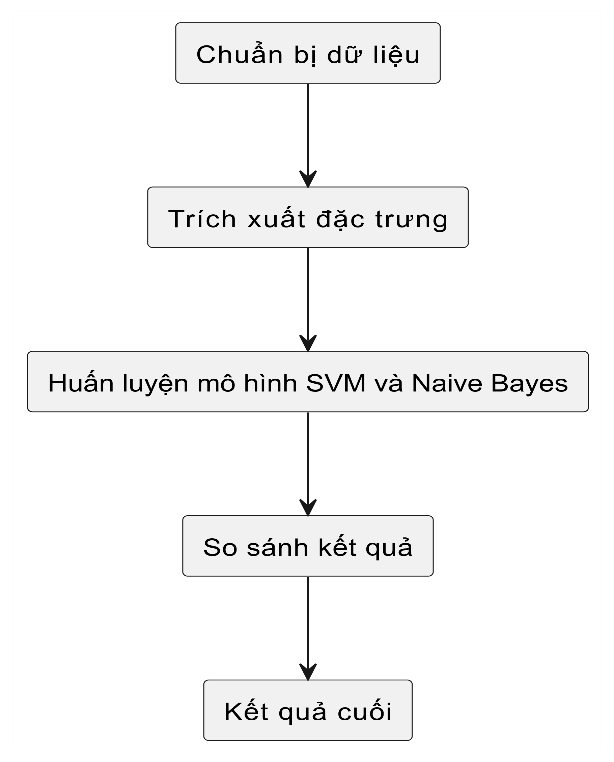 Chuẩn bị dữ liệu
Trích xuất đặc trưng
Huấn luyện mô hình SVM và Naive Bayes
So sánh kết quả
Kết quả cuối